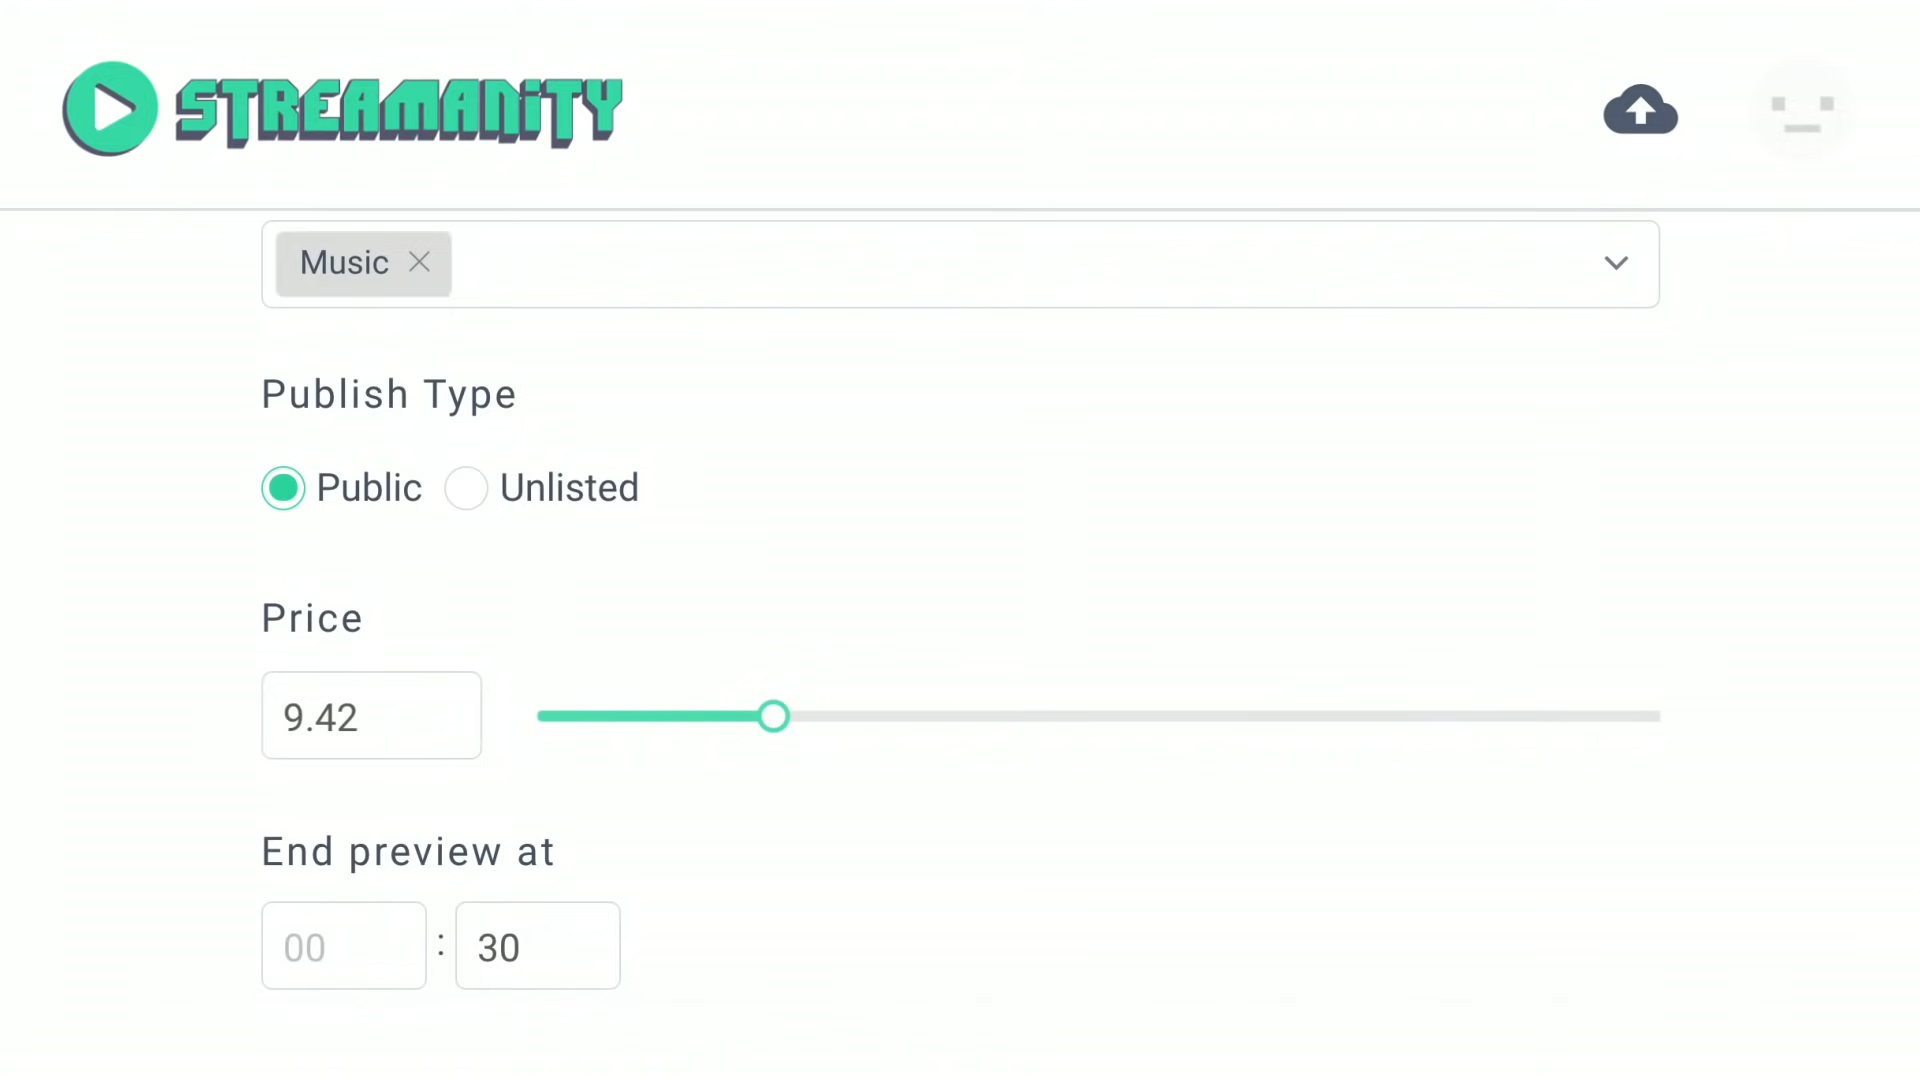 STREAMANiTY
Music
Publish Type
Public Unlisted
Price
9.42
End preview at
00 : 30